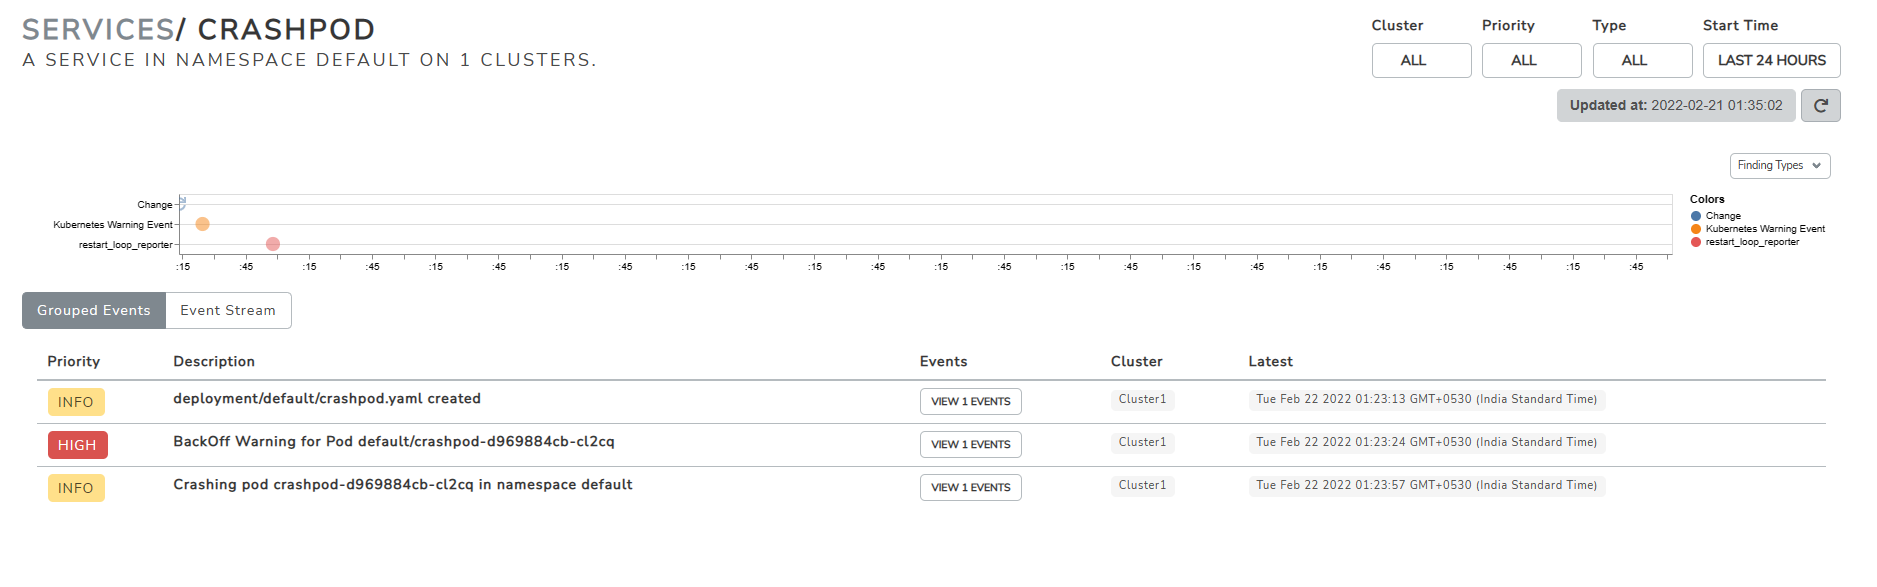 SERVICES/ CRASHPOD
A SERVICE IN NAMESPACE DEFAULT ON 1 CLUSTERS.
Cluster Priority Type Start Time
ALL ALL ALL LAST 24 HOURS
Updated at: 2022-02-21 01:35:02
Finding Types
Change
Kubernetes Warning Event
restart_loop_reporter
:15 :45 :15 :45 :15 :45 :15 :45 :15 :45 :15 :45 :15 :45 :15 :45 :15 :45 :15 :45 :15 :45 :15 :45
Colors
Change
Kubernetes Warning Event
restart_loop_reporter
Grouped Events Event Stream
Priority Description Events Cluster Latest
INFO deployment/default/crashpod.yaml created VIEW 1 EVENTS Cluster1 Tue Feb 22 2022 01:23:13 GMT+0530 (India Standard Time)
HIGH BackOff Warning for Pod default/crashpod-d969884cb-cl2cq VIEW 1 EVENTS Cluster1 Tue Feb 22 2022 01:23:24 GMT+0530 (India Standard Time)
INFO Crashing pod crashpod-d969884cb-cl2cq in namespace default VIEW 1 EVENTS Cluster1 Tue Feb 22 2022 01:23:57 GMT+0530 (India Standard Time)